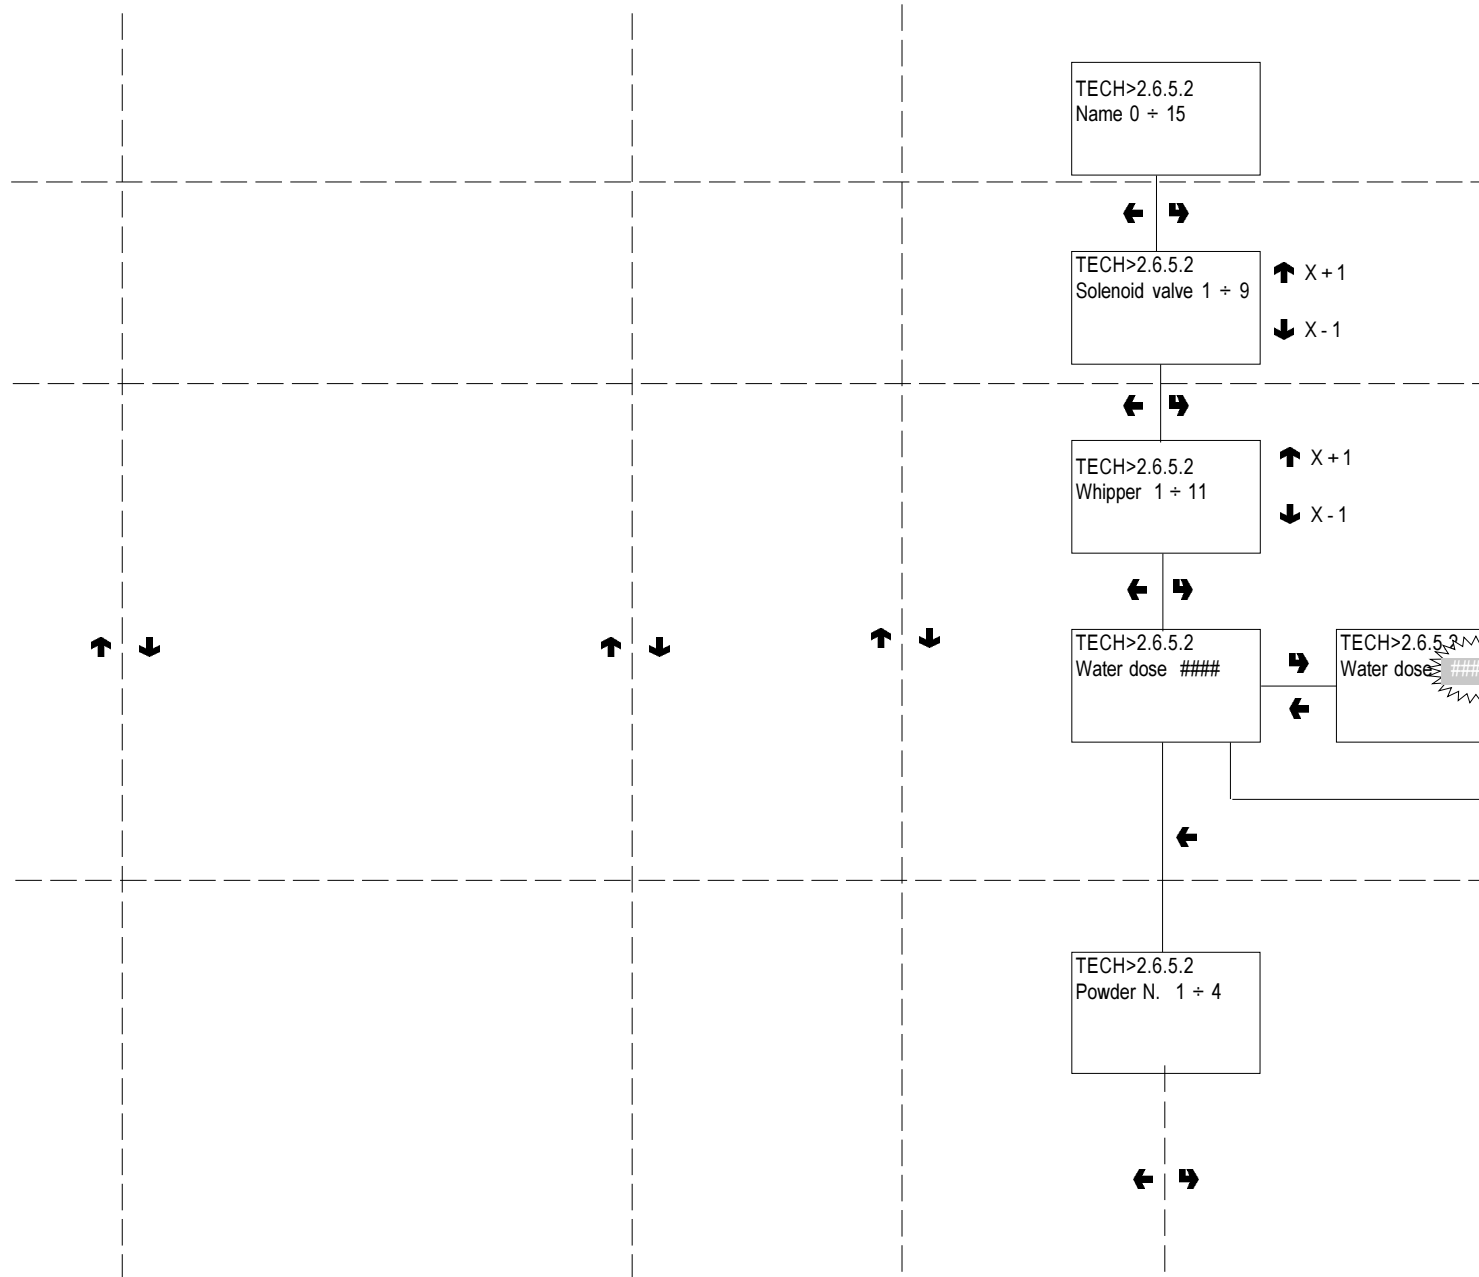 TECH>2.6.5.2
Name 0 ÷ 15
TECH>2.6.5.2
Solenoid valve 1 ÷ 9
X + 1
X - 1
TECH>2.6.5.2
Whipper 1 ÷ 11
X + 1
X - 1
TECH>2.6.5.2
Water dose ####
TECH>2.6.5.2
Water dose
TECH>2.6.5.2
Powder N. 1 ÷ 4